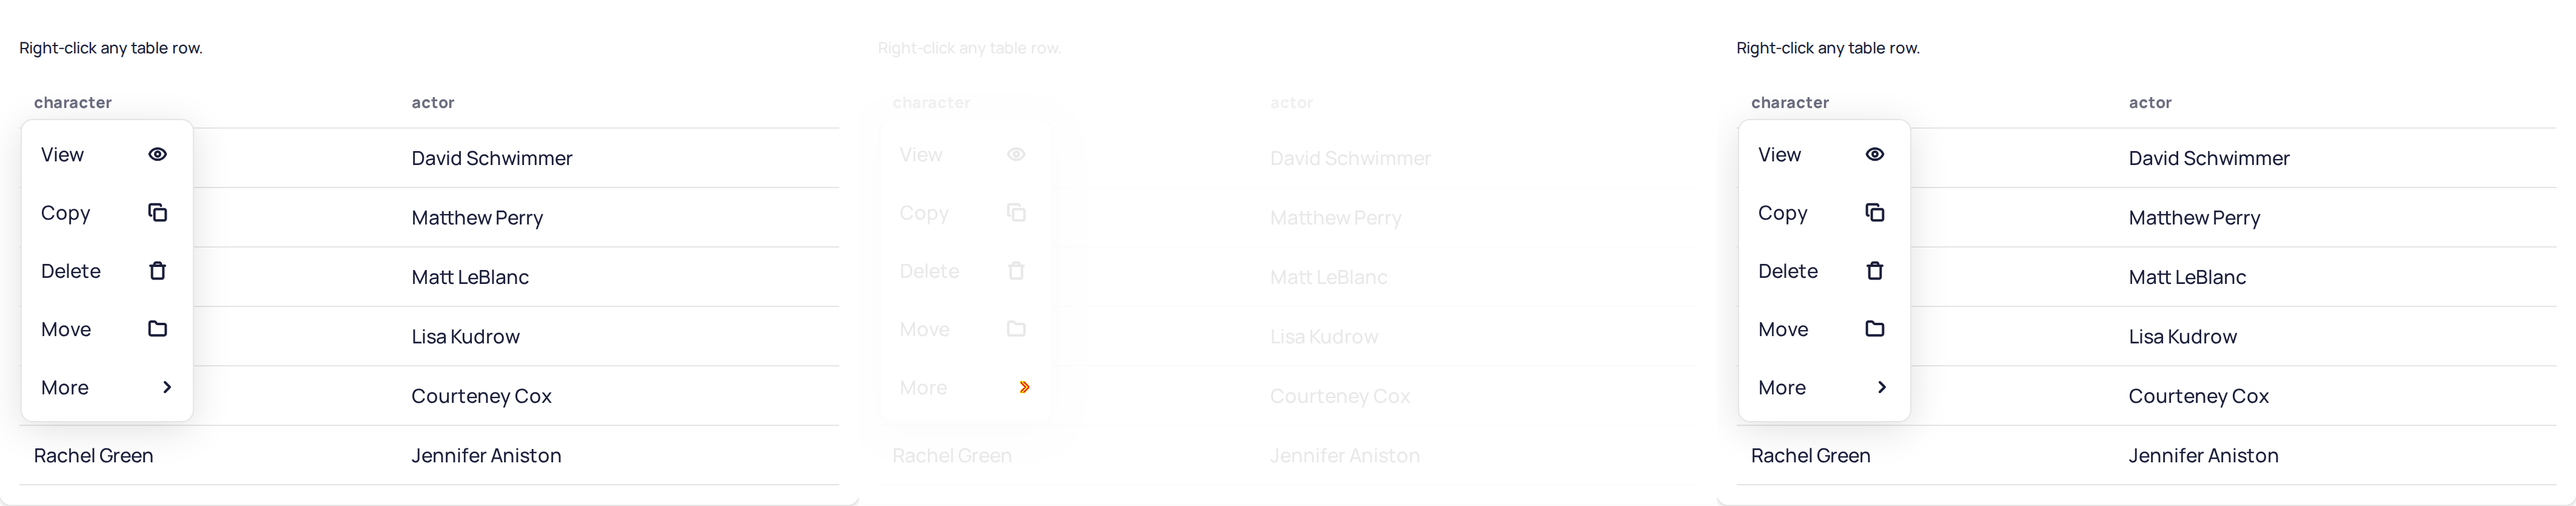 Right-click any table row.
character actor
View David Schwimmer
Copy Matthew Perry
Delete Matt LeBlanc
Move Lisa Kudrow
More Courteney Cox
Rachel Green Jennifer Aniston
Right-click any table row.
character actor
View David Schwimmer
Copy Matthew Perry
Delete Matt LeBlanc
Move Lisa Kudrow
More Courteney Cox
Rachel Green Jennifer Aniston
Right-click any table row.
character actor
View David Schwimmer
Copy Matthew Perry
Delete Matt LeBlanc
Move Lisa Kudrow
More Courteney Cox
Rachel Green Jennifer Aniston